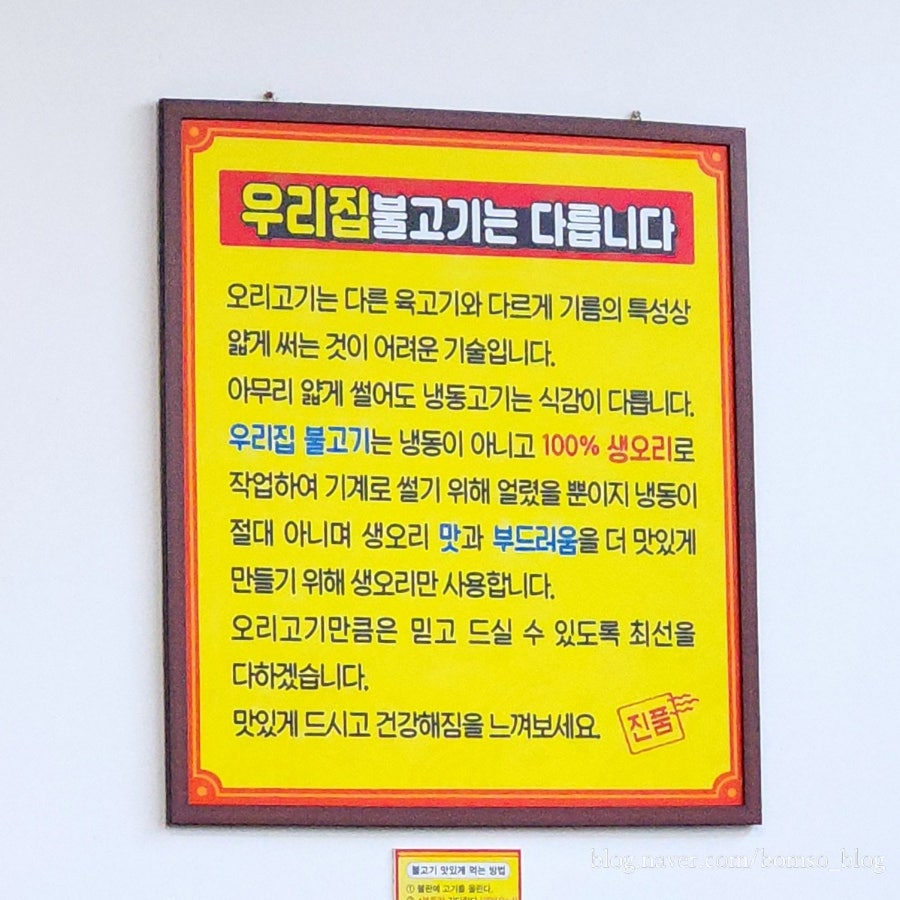 우리집불고기는 다릅니다
오리고기는 다른 육고기와 다르게 기름의 특성상
얇게 써는 것이 어려운 기술입니다.
아무리 얇게 썰어도 냉동고기는 식감이 다릅니다.
우리집 불고기는 냉동이 아니고 100% 생오리로
작업하여 기계로 썰기 위해 얼렸을 뿐이지 냉동이
절대 아니며 생오리 맛과 부드러움을 더 맛있게
만들기 위해 생오리만 사용합니다.
오리고기만큼은 믿고 드실 수 있도록 최선을
다하겠습니다.
맛있게 드시고 건강해짐을 느껴보세요.
진품
불고기 맛있게 먹는 방법
① 불판에 고기를 올린다.
blog.naver.com/bomso_blog